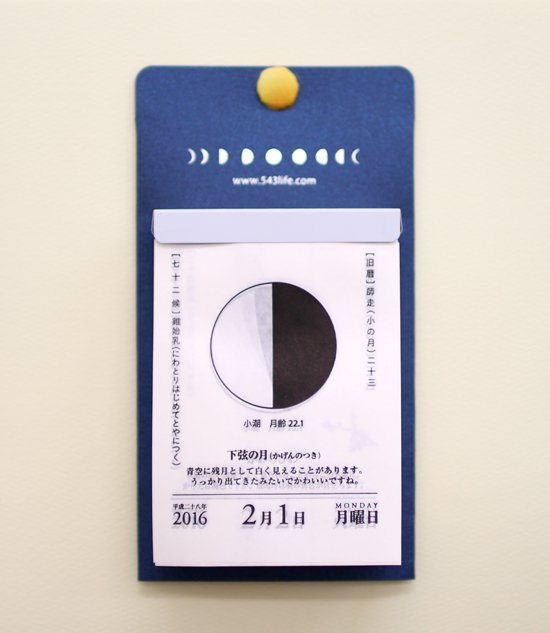 www.543life.com
[旧暦]師走(小の月)二十三
[七十二候]雞始乳(にわとりはじめてとやにつく)
小潮 月齢 22.1
下弦の月(かげんのつき)
青空に残月として白く見えることがあります。
うっかり出てきたみたいでかわいいですね。
平成二十八年
2016
2月1日
MONDAY
月曜日